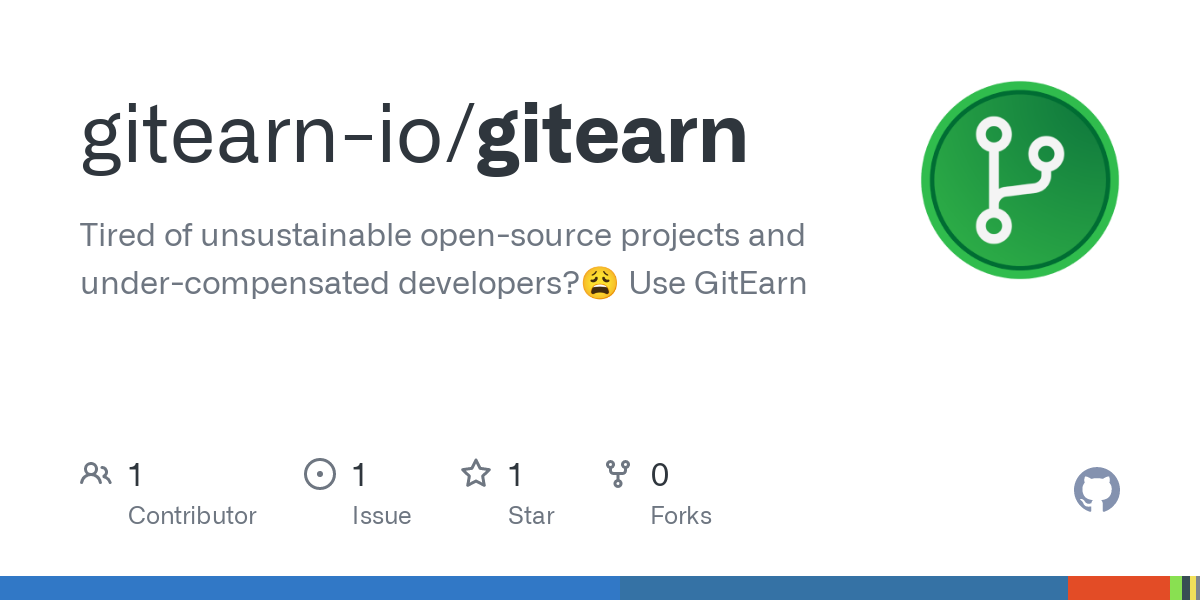 gitearn-io/gitearn
Tired of unsustainable open-source projects and
under-compensated developers?😩 Use GitEarn
1 1 1 0
Contributor Issue Star Forks